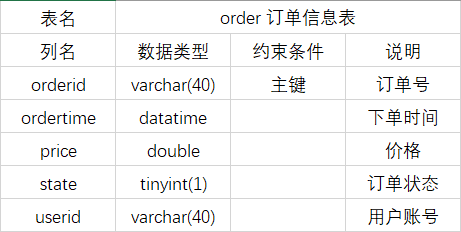 表名 order 订单信息表
列名 数据类型 约束条件 说明
orderid varchar(40) 主键 订单号
ordertime datatime 下单时间
price double 价格
state tinyint(1) 订单状态
userid varchar(40) 用户账号